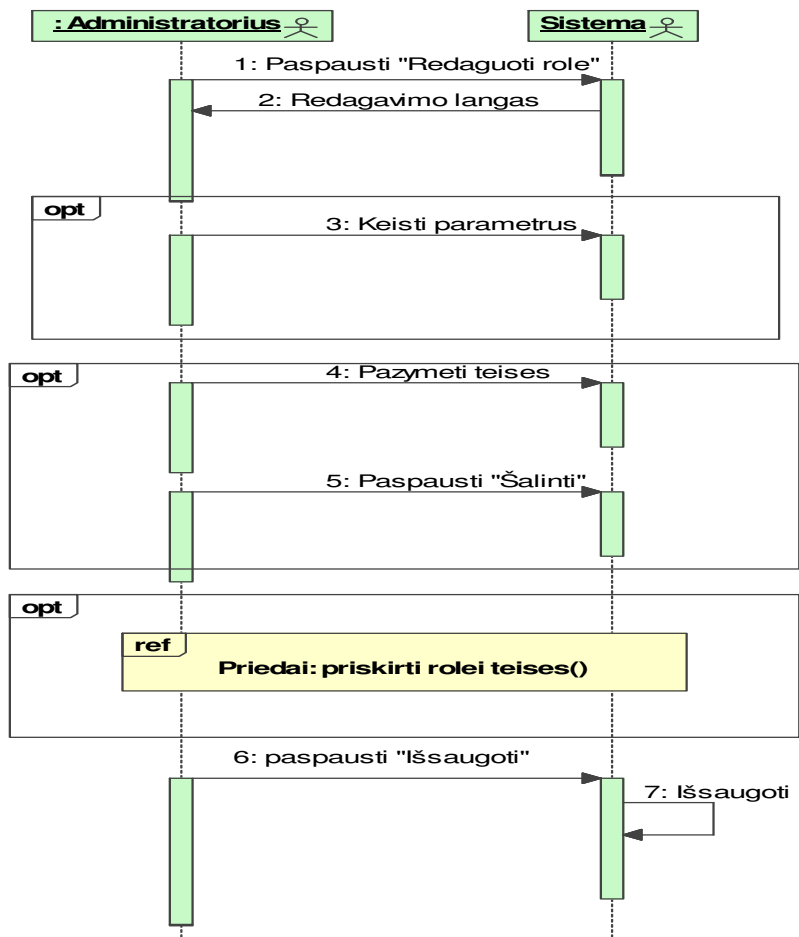 : Administratorius
Sistema
1: Paspausti "Redaguoti role"
2: Redagavimo langas
opt
3: Keisti parametrus
opt
4: Pazymeti teises
5: Paspausti "Šalinti"
opt
ref
Priedai: priskirti rolei teises()
6: paspausti "Išsaugoti"
7: Išsaugoti